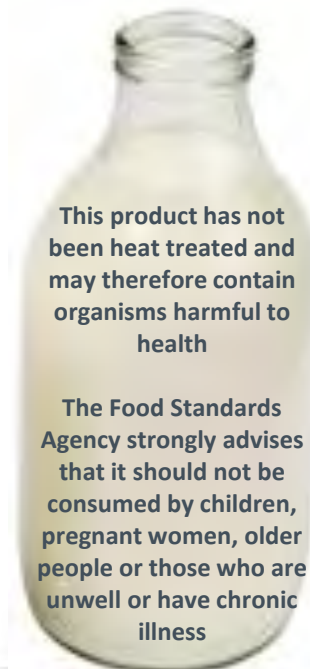 This product has not
been heat treated and
may therefore contain
organisms harmful to
health
The Food Standards
Agency strongly advises
that it should not be
consumed by children,
pregnant women, older
people or those who are
unwell or have chronic
illness